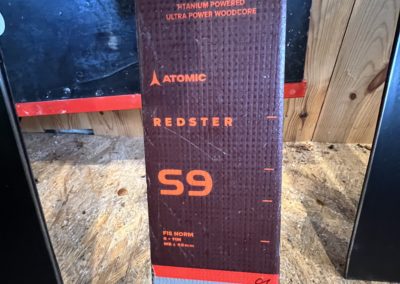 TITANIUM POWERED
ULTRA POWER WOODCORE
ATOMIC
REDSTER
S9
FIS NORM